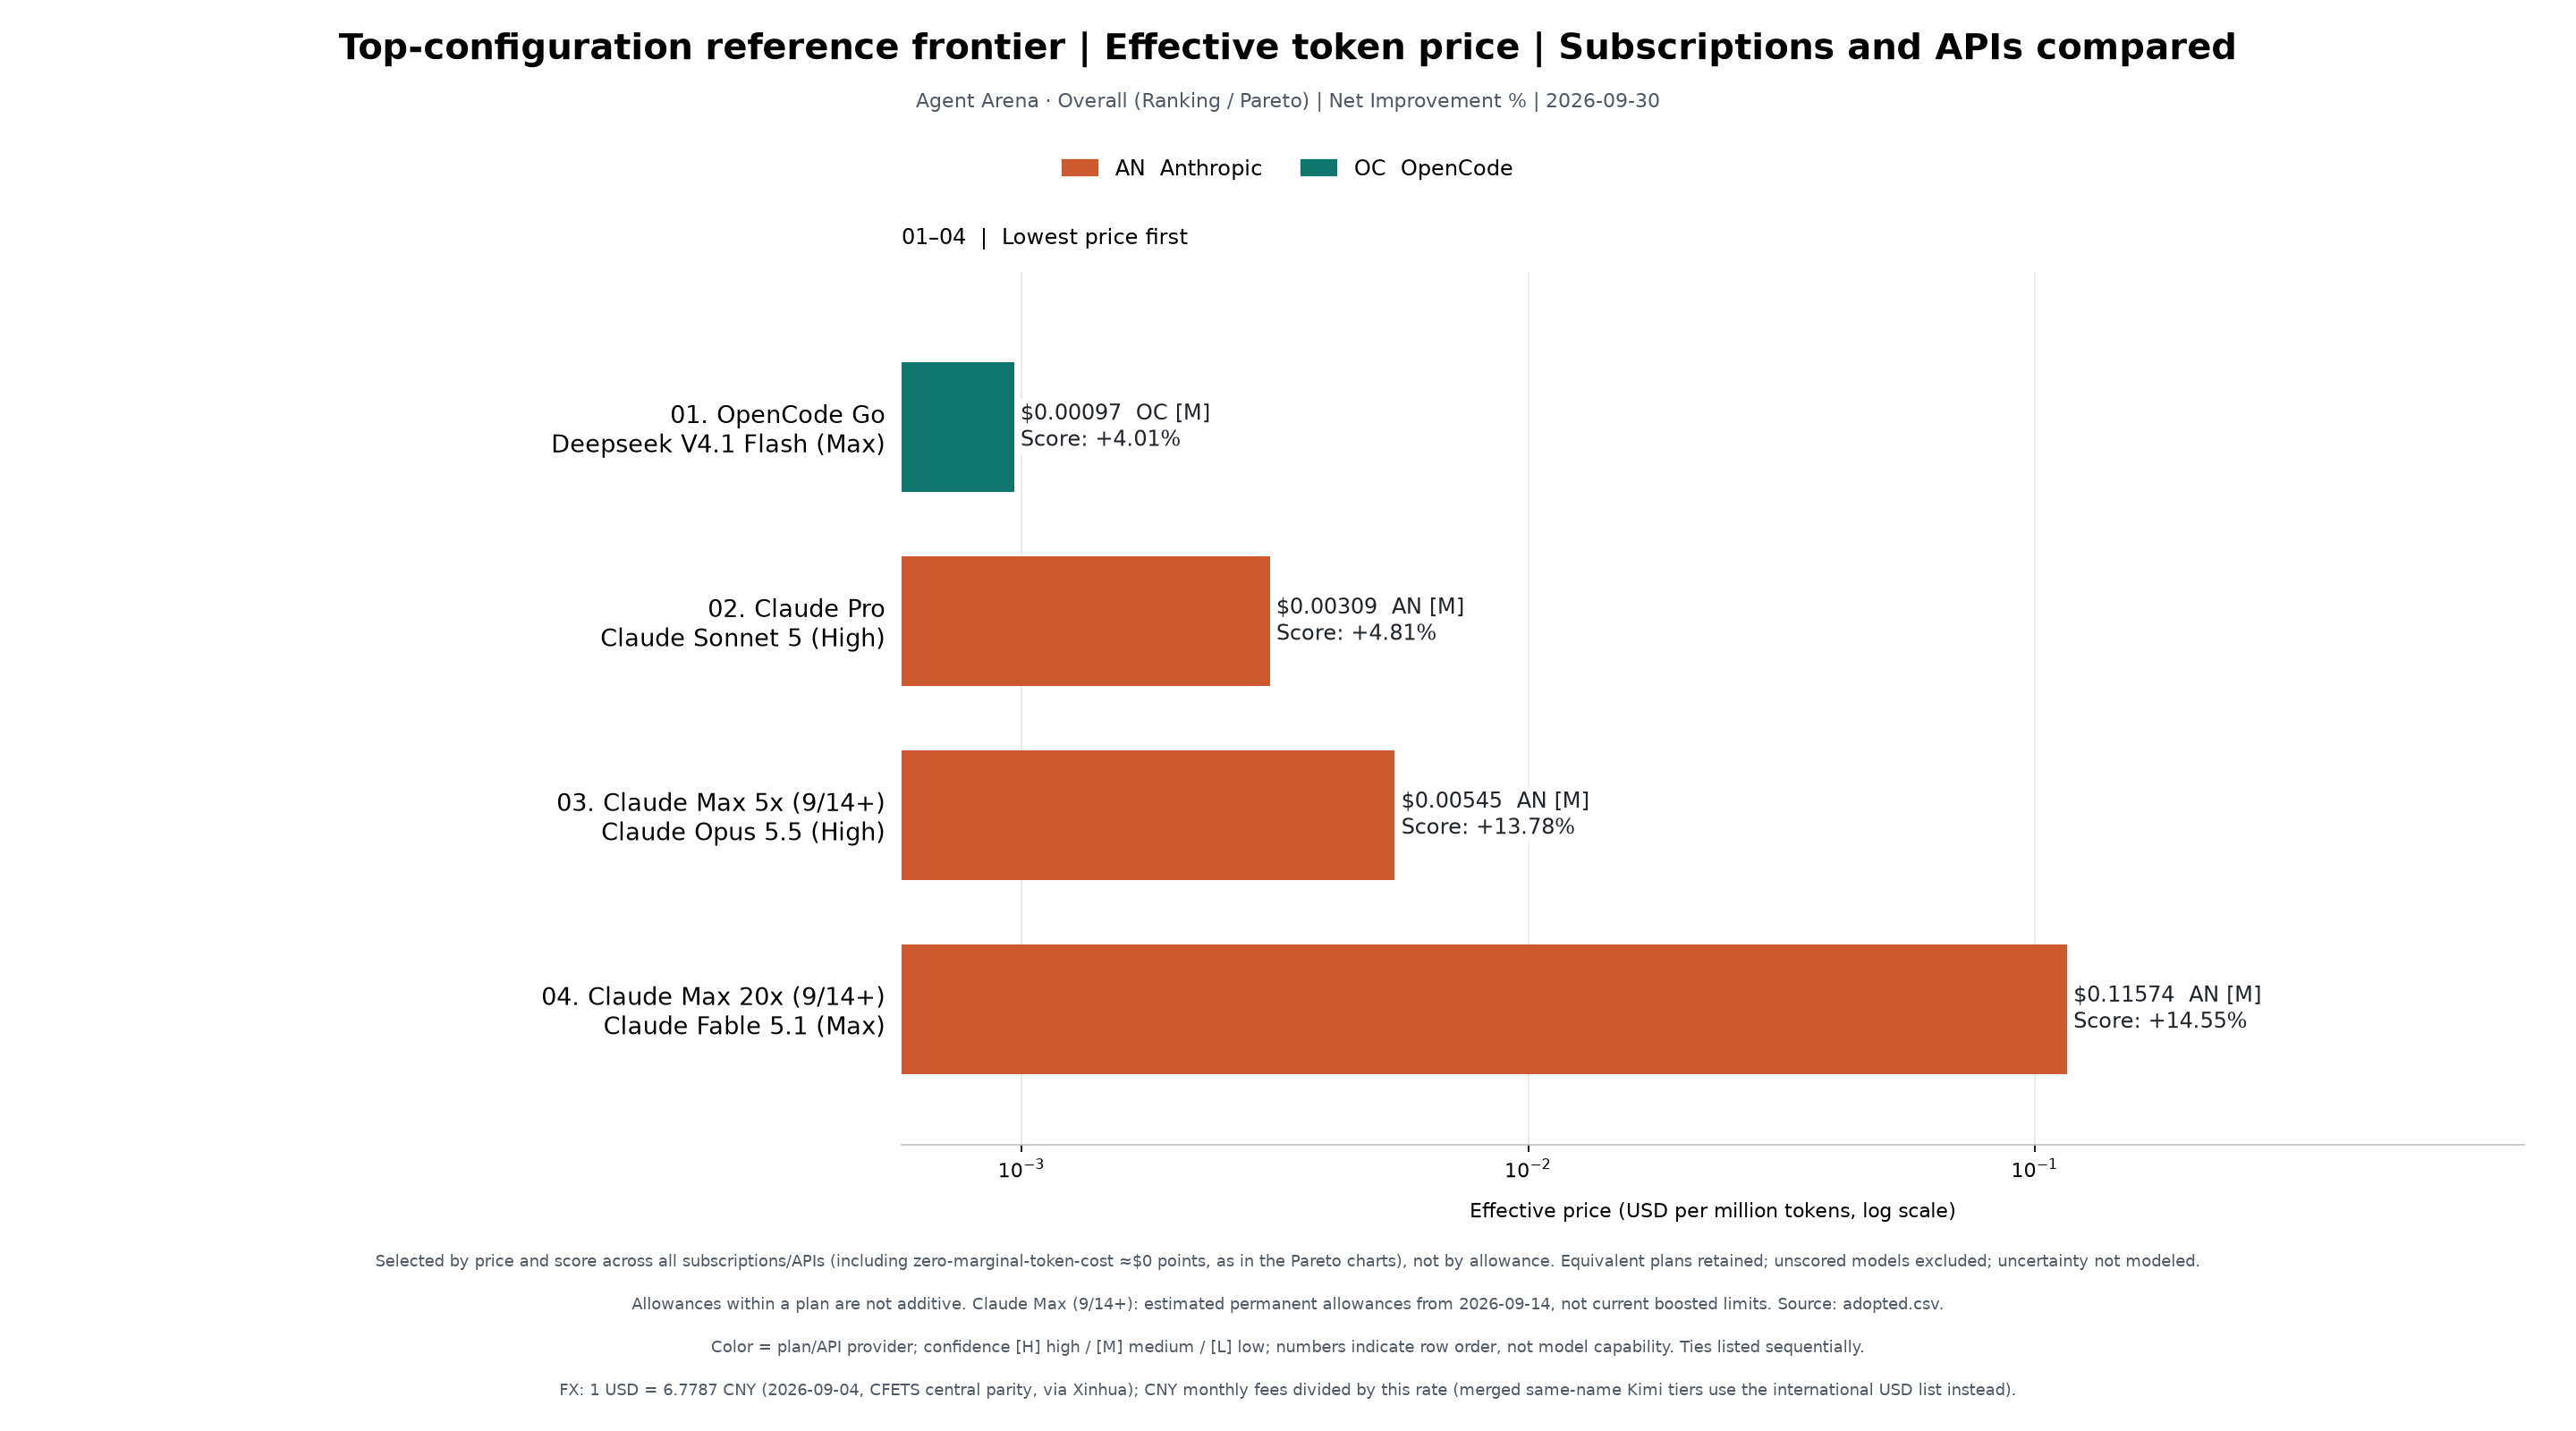 Top-configuration reference frontier | Effective token price | Subscriptions and APIs compared
Agent Arena · Overall (Ranking / Pareto) | Net Improvement % | 2026-09-30
AN Anthropic OC OpenCode
01–04 | Lowest price first
01. OpenCode Go
Deepseek V4.1 Flash (Max)
$0.00097 OC [M]
Score: +4.01%
02. Claude Pro
Claude Sonnet 5 (High)
$0.00309 AN [M]
Score: +4.81%
03. Claude Max 5x (9/14+)
Claude Opus 5.5 (High)
$0.00545 AN [M]
Score: +13.78%
04. Claude Max 20x (9/14+)
Claude Fable 5.1 (Max)
$0.11574 AN [M]
Score: +14.55%
10⁻³ 10⁻² 10⁻¹
Effective price (USD per million tokens, log scale)
Selected by price and score across all subscriptions/APIs (including zero-marginal-token-cost ≈$0 points, as in the Pareto charts), not by allowance. Equivalent plans retained; unscored models excluded; uncertainty not modeled.
Allowances within a plan are not additive. Claude Max (9/14+): estimated permanent allowances from 2026-09-14, not current boosted limits. Source: adopted.csv.
Color = plan/API provider; confidence [H] high / [M] medium / [L] low; numbers indicate row order, not model capability. Ties listed sequentially.
FX: 1 USD = 6.7787 CNY (2026-09-04, CFETS central parity, via Xinhua); CNY monthly fees divided by this rate (merged same-name Kimi tiers use the international USD list instead).